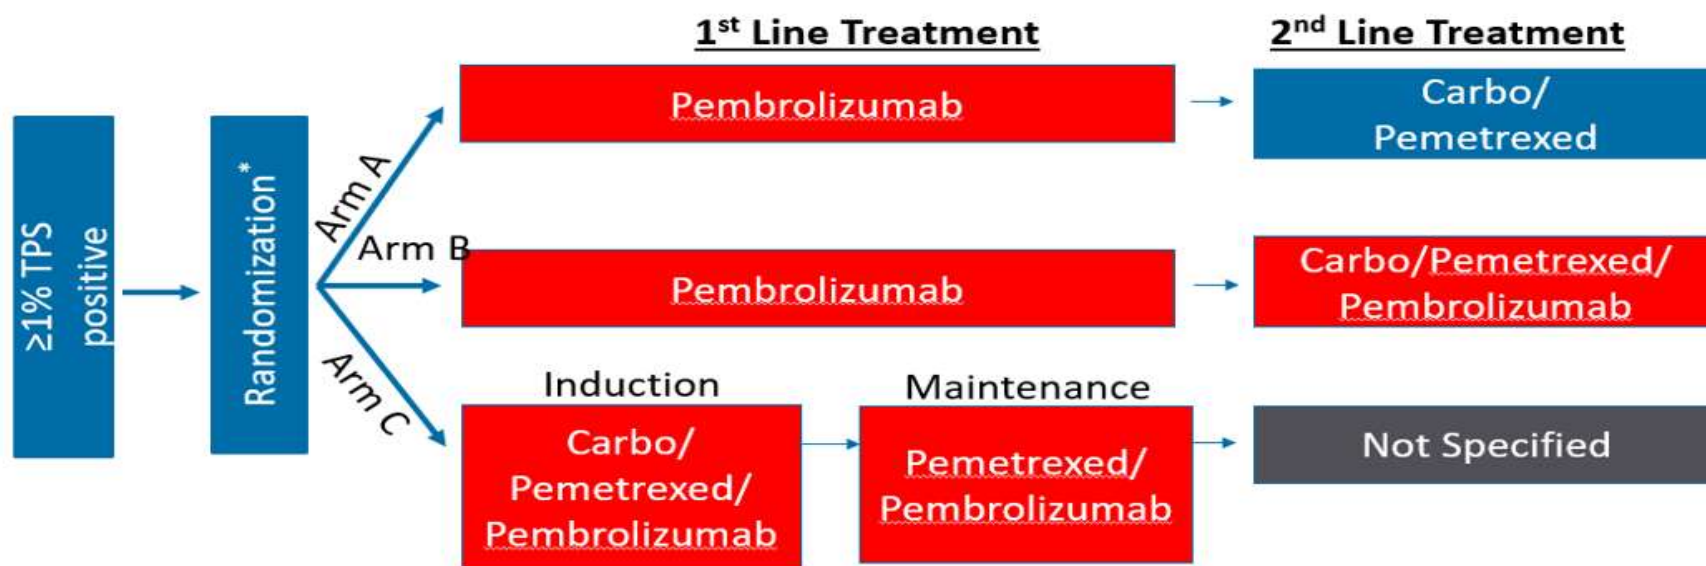 1st Line Treatment
2nd Line Treatment
≥1% TPS
positive
Randomization*
Arm A
Pembrolizumab
Carbo/
Pemetrexed
Arm B
Pembrolizumab
Carbo/Pemetrexed/
Pembrolizumab
Arm C
Induction
Carbo/
Pemetrexed/
Pembrolizumab
Maintenance
Pemetrexed/
Pembrolizumab
Not Specified